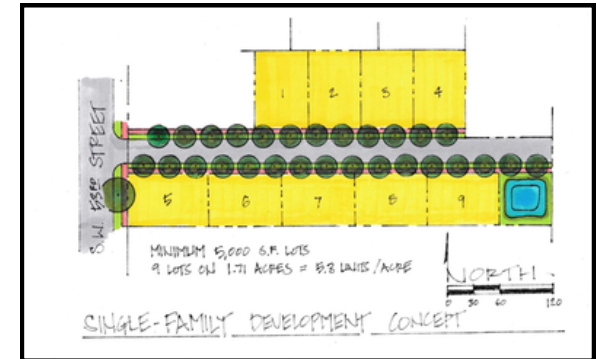 1
2
3
4
S.W. 53RD STREET
5
6
7
8
9
MINIMUM 5,000 S.F. LOTS
9 LOTS ON 1.71 ACRES = 5.3 UNITS/ACRE
NORTH
0 30 60 120
SINGLE-FAMILY DEVELOPMENT CONCEPT